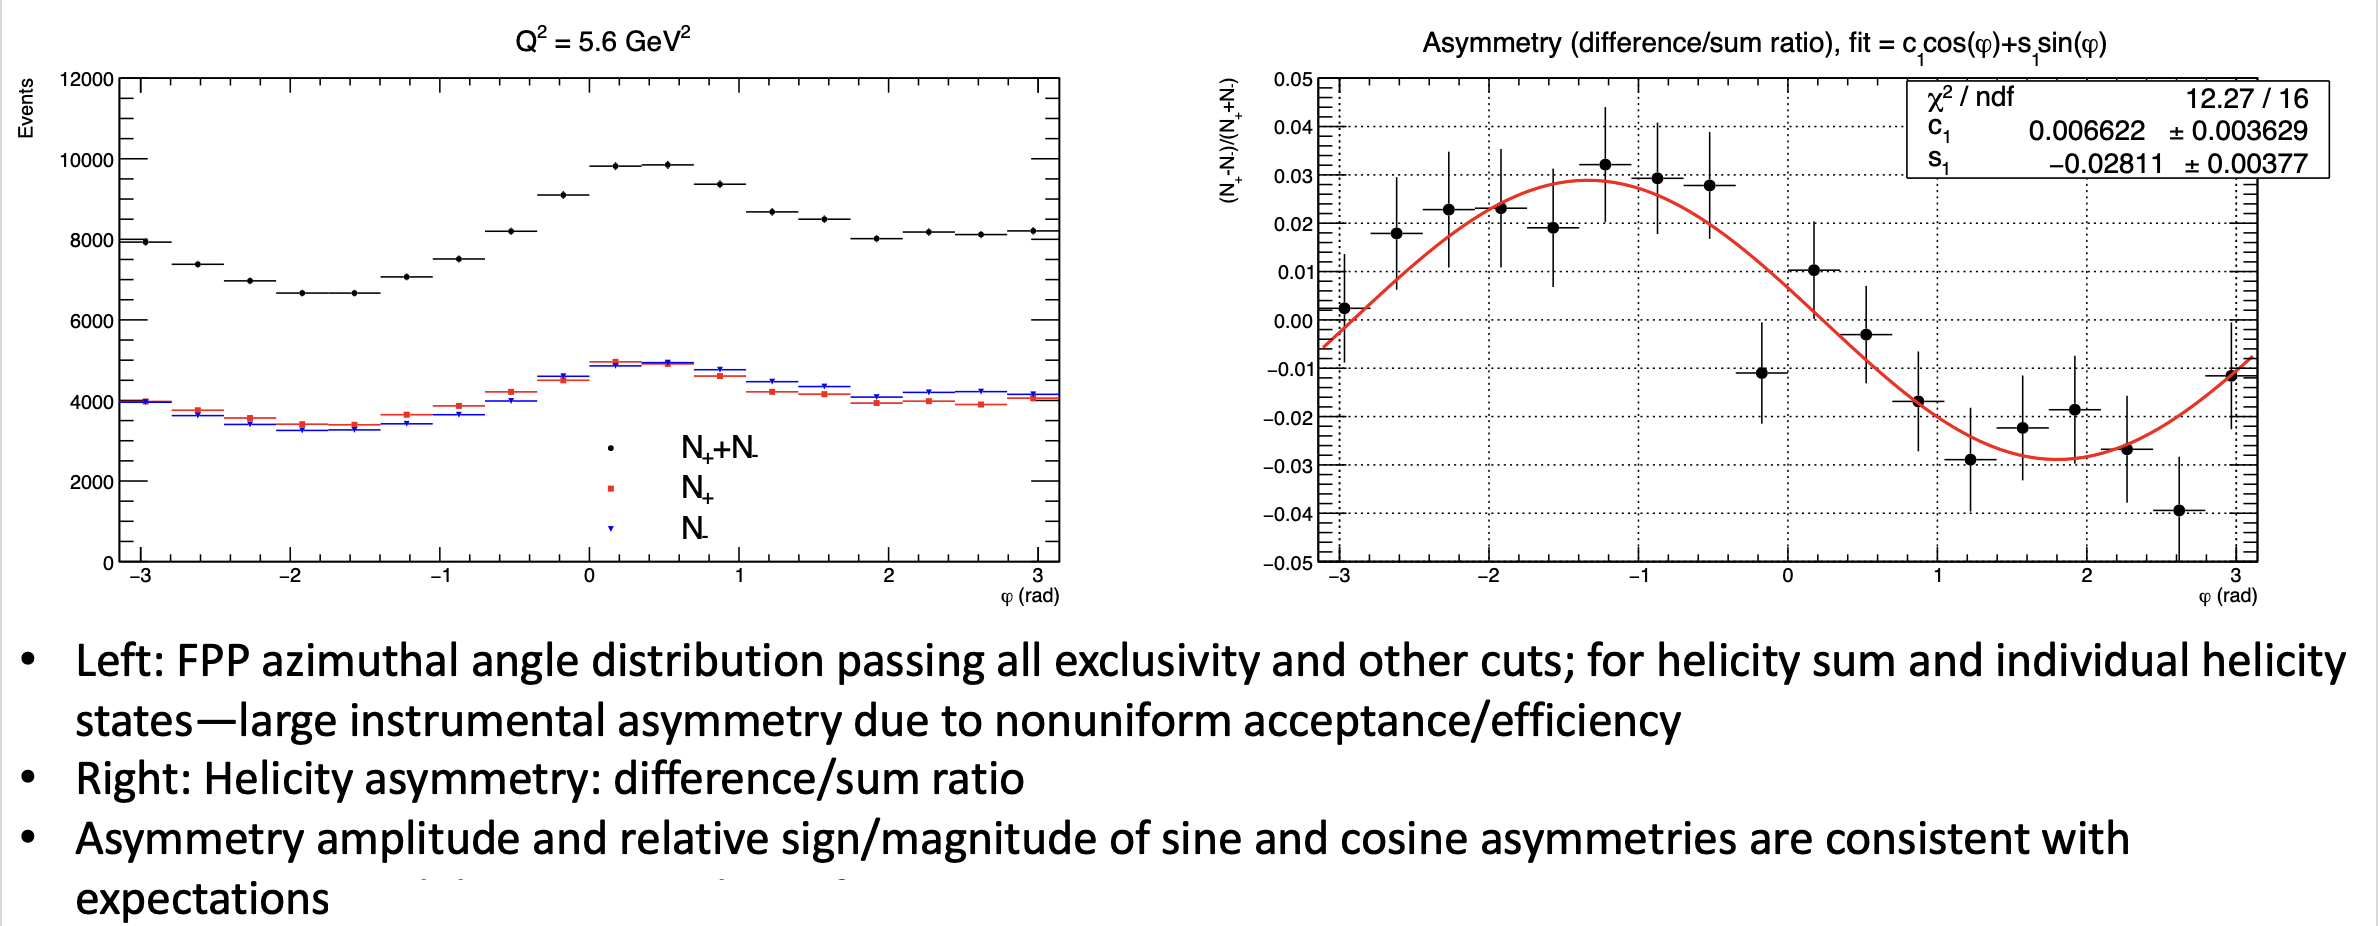 Q² = 5.6 GeV²
Events
12000
10000
8000
6000
4000
2000
0
−3 −2 −1 0 1 2 3
φ (rad)
N₊+N₋
N₊
N₋
Asymmetry (difference/sum ratio), fit = c₁cos(φ)+s₁sin(φ)
(N₊-N₋)/(N₊+N₋)
0.05
0.04
0.03
0.02
0.01
0.00
−0.01
−0.02
−0.03
−0.04
−0.05
−3 −2 −1 0 1 2 3
φ (rad)
χ² / ndf 12.27 / 16
c₁ 0.006622 ± 0.003629
s₁ −0.02811 ± 0.00377
• Left: FPP azimuthal angle distribution passing all exclusivity and other cuts; for helicity sum and individual helicity
states—large instrumental asymmetry due to nonuniform acceptance/efficiency
• Right: Helicity asymmetry: difference/sum ratio
• Asymmetry amplitude and relative sign/magnitude of sine and cosine asymmetries are consistent with
expectations